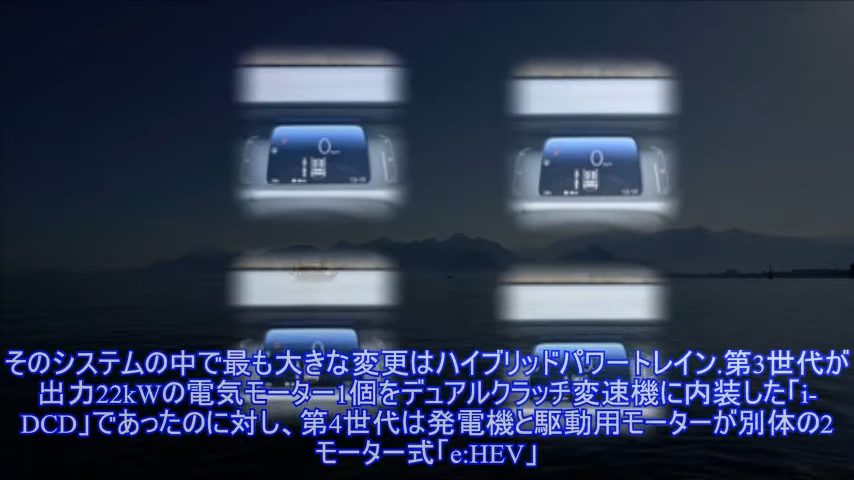 0
0
0
そのシステムの中で最も大きな変更はハイブリッドパワートレイン.第3世代が
出力22kWの電気モーター1個をデュアルクラッチ変速機に内装した「i-
DCD」であったのに対し、第4世代は発電機と駆動用モーターが別体の2
モーター式「e:HEV」